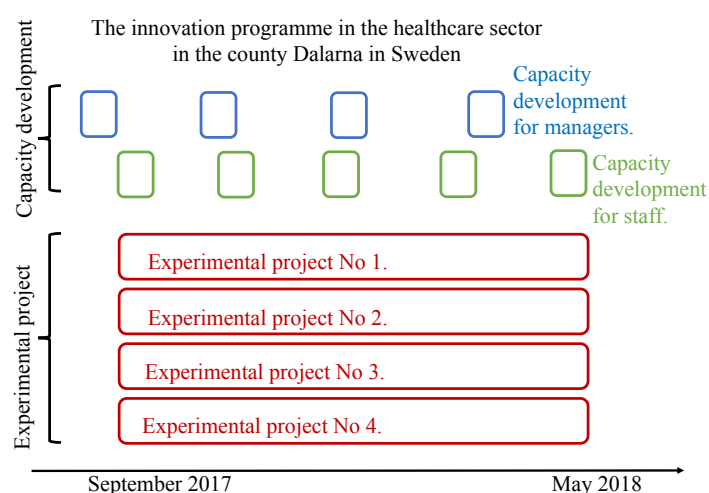 The innovation programme in the healthcare sector
in the county Dalarna in Sweden
Capacity development
Capacity
development
for managers.
Capacity
development
for staff.
Experimental project
Experimental project No 1.
Experimental project No 2.
Experimental project No 3.
Experimental project No 4.
September 2017
May 2018